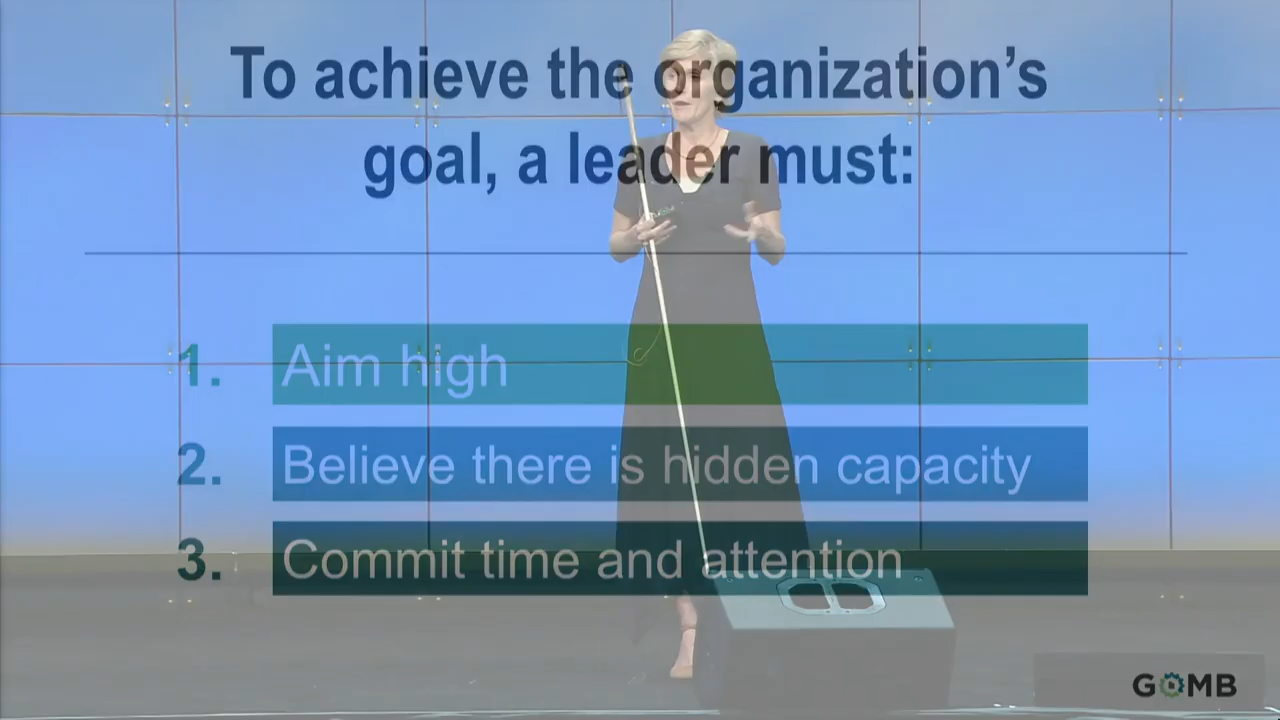 To achieve the organization’s
goal, a leader must:
1. Aim high
2. Believe there is hidden capacity
3. Commit time and attention
GOMB